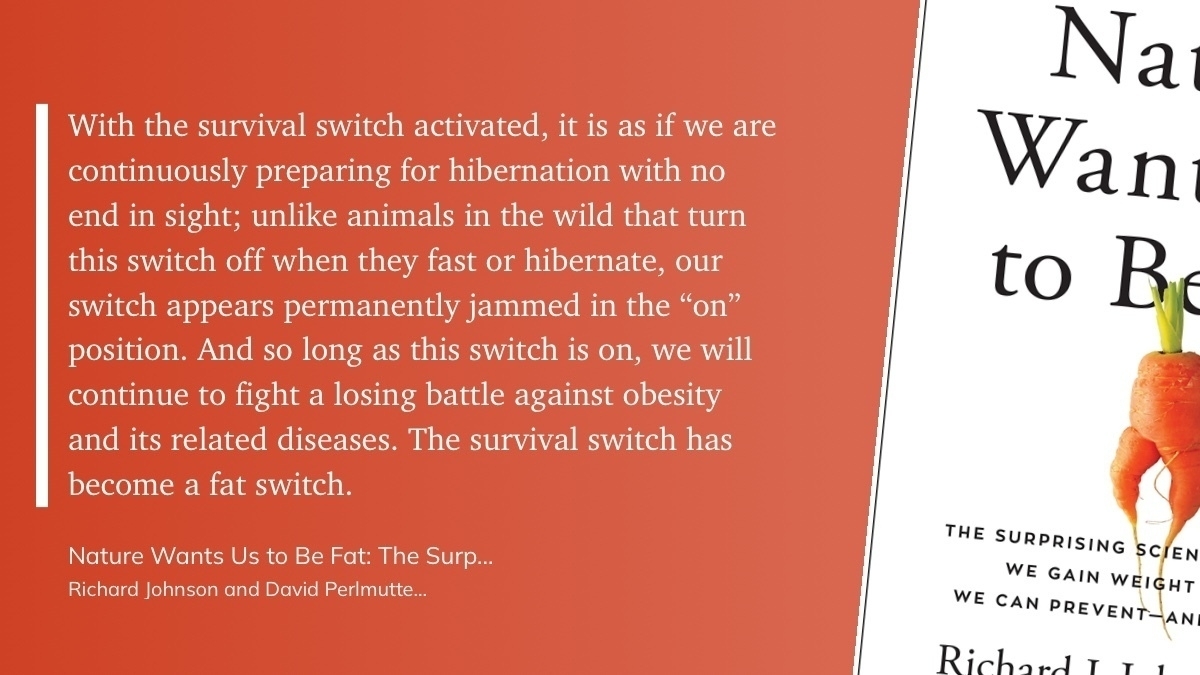 With the survival switch activated, it is as if we are
continuously preparing for hibernation with no
end in sight; unlike animals in the wild that turn
this switch off when they fast or hibernate, our
switch appears permanently jammed in the “on”
position. And so long as this switch is on, we will
continue to fight a losing battle against obesity
and its related diseases. The survival switch has
become a fat switch.
Nature Wants Us to Be Fat: The Surp...
Richard Johnson and David Perlmutte...
Nat
Want
to Be
THE SURPRISING SCIEN
WE GAIN WEIGHT
WE CAN PREVENT—AN
Richard J. Joh